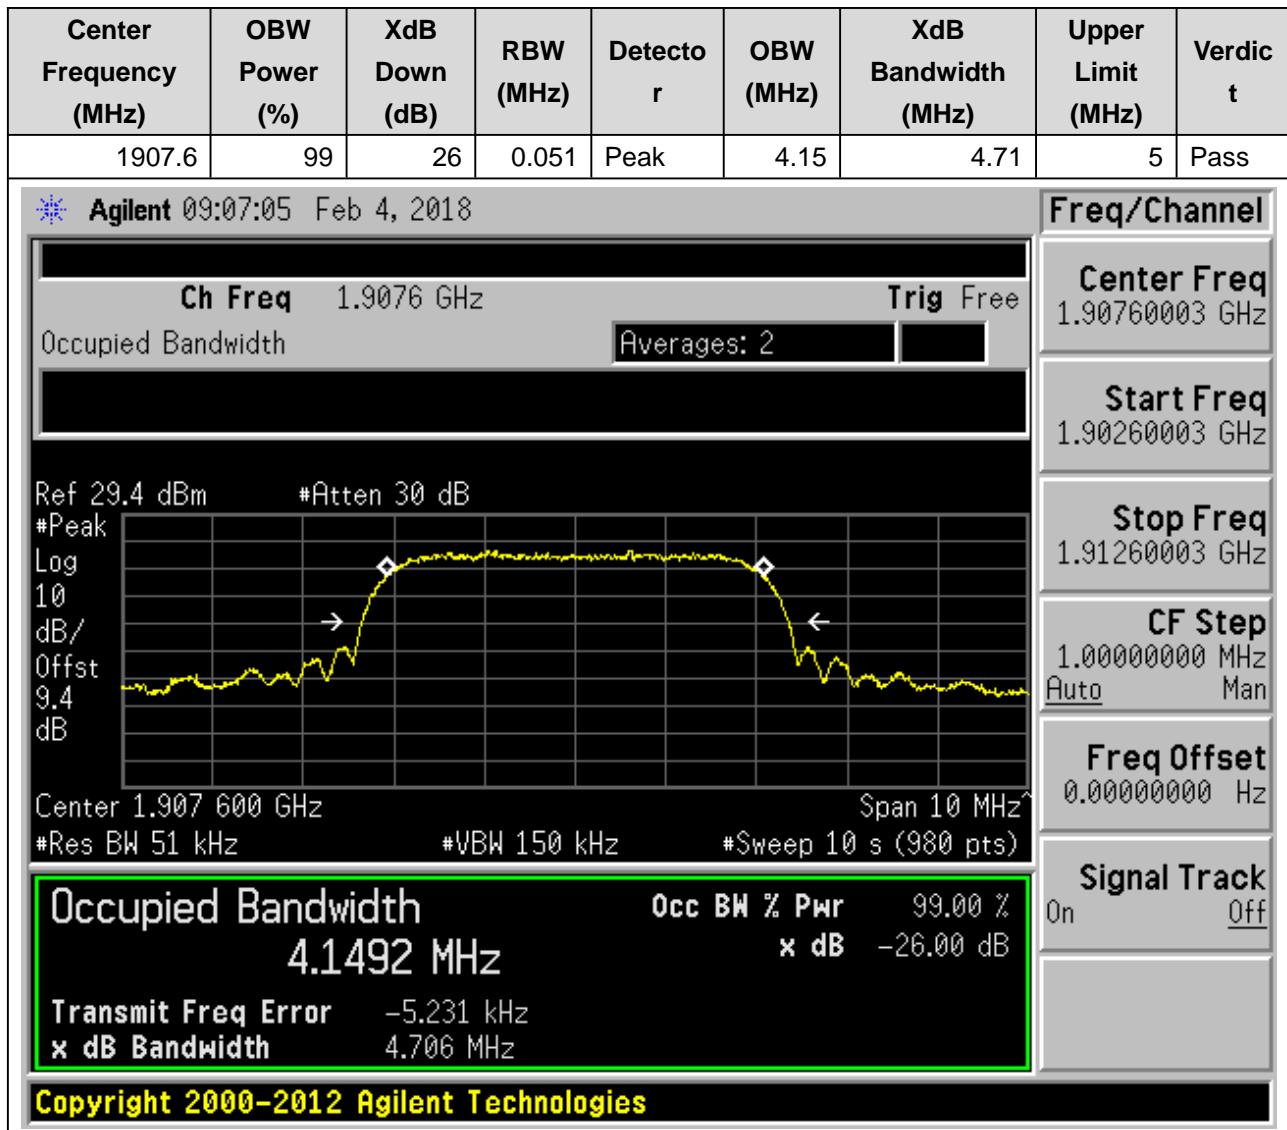 Center Frequency (MHz) OBW Power (%) XdB Down (dB) RBW (MHz) Detecto r OBW (MHz) XdB Bandwidth (MHz) Upper Limit (MHz) Verdic t
1907.6 99 26 0.051 Peak 4.15 4.71 5 Pass
Agilent 09:07:05 Feb 4, 2018
Freq/Channel
Ch Freq 1.9076 GHz Trig Free
Occupied Bandwidth Averages: 2
Center Freq
1.90760003 GHz
Start Freq
1.90260003 GHz
Stop Freq
1.91260003 GHz
CF Step
1.00000000 MHz
Auto Man
Freq Offset
0.00000000 Hz
Signal Track
On Off
Ref 29.4 dBm #Atten 30 dB
#Peak
Log
10
dB/
Offst
9.4
dB
Center 1.907 600 GHz Span 10 MHz^
#Res BW 51 kHz #VBW 150 kHz #Sweep 10 s (980 pts)
Occupied Bandwidth Occ BW % Pwr 99.00 %
4.1492 MHz x dB -26.00 dB
Transmit Freq Error -5.231 kHz
x dB Bandwidth 4.706 MHz
Copyright 2000-2012 Agilent Technologies